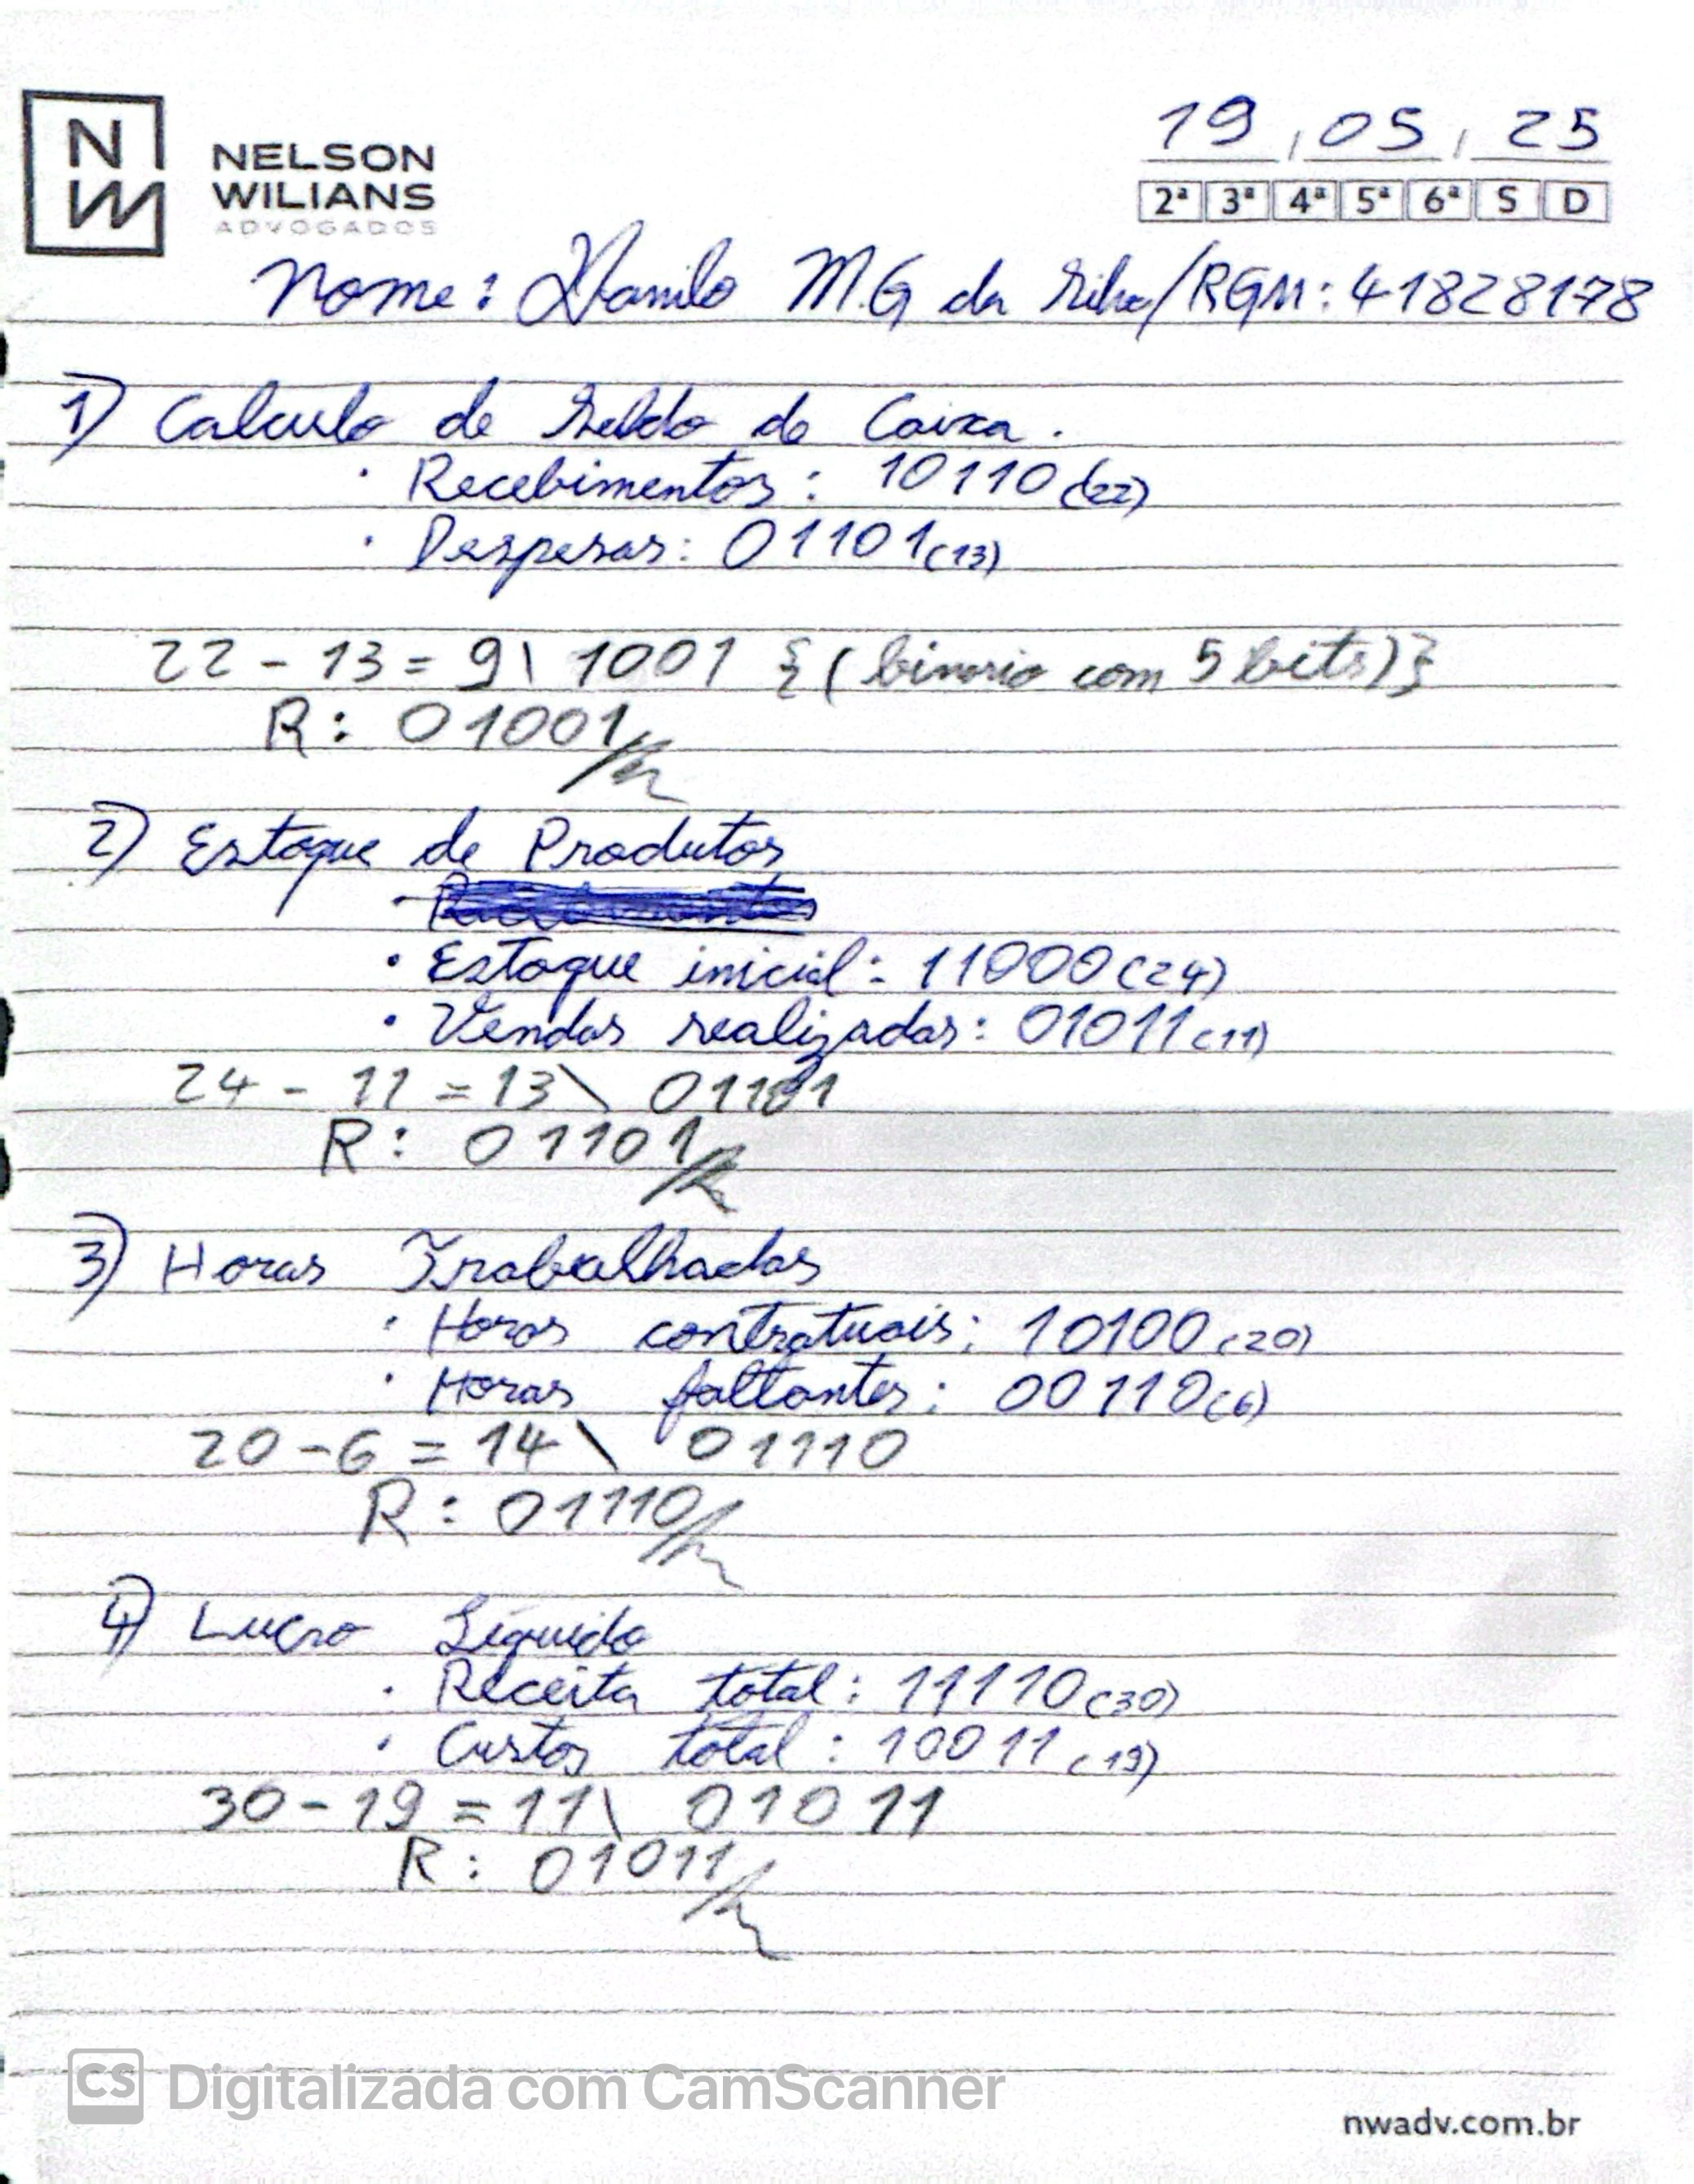 NW
NELSON
WILIANS
ADVOGADOS
19, 05, 25
2ª 3ª 4ª 5ª 6ª S D
Nome: Danilo M.G da Silva/RGM: 41828178
1) Calculo de Saldo de Caixa.
· Recebimentos: 10110 (22)
· Despesas: 01101 (13)
22 - 13 = 9\ 1001 {(binario com 5 bits)}
R: 01001//
2) Estoque de Produtos
· Estoque inicial: 11000 (24)
· Vendas realizadas: 01011 (11)
24 - 11 = 13\ 01101
R: 01101//
3) Horas Trabalhadas
· Horas contratuais: 10100 (20)
· Horas faltantes: 00110 (6)
20 - 6 = 14\ 01110
R: 01110//
4) Lucro Líquido
· Receita total: 11110 (30)
· Custos total: 10011 (19)
30 - 19 = 11\ 01011
R: 01011//
CS Digitalizada com CamScanner
nwadv.com.br